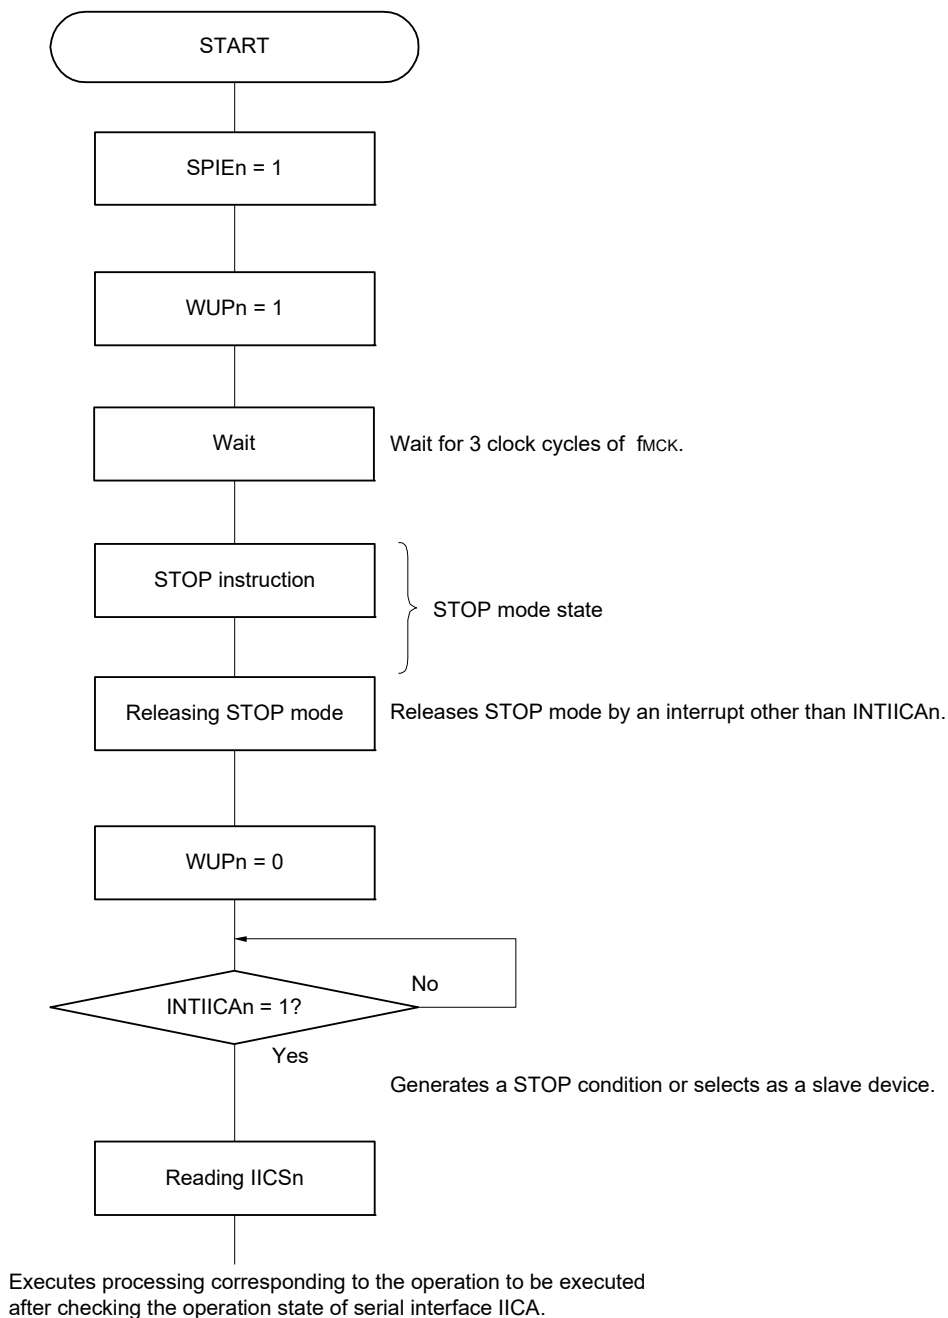 START
SPIEn = 1
WUPn = 1
Wait
Wait for 3 clock cycles of fMCK.
STOP instruction
STOP mode state
Releasing STOP mode
Releases STOP mode by an interrupt other than INTIICAn.
WUPn = 0
No
INTIICAn = 1?
Yes
Generates a STOP condition or selects as a slave device.
Reading IICSn
Executes processing corresponding to the operation to be executed
after checking the operation state of serial interface IICA.